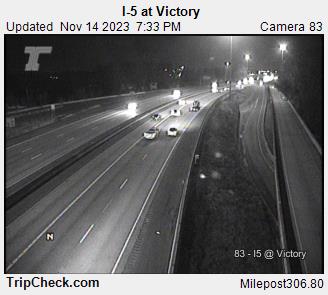 I-5 at Victory
Updated Nov 14 2023 7:33 PM Camera 83
T
N
83 - I5 @ Victory
TripCheck.com Milepost306.80